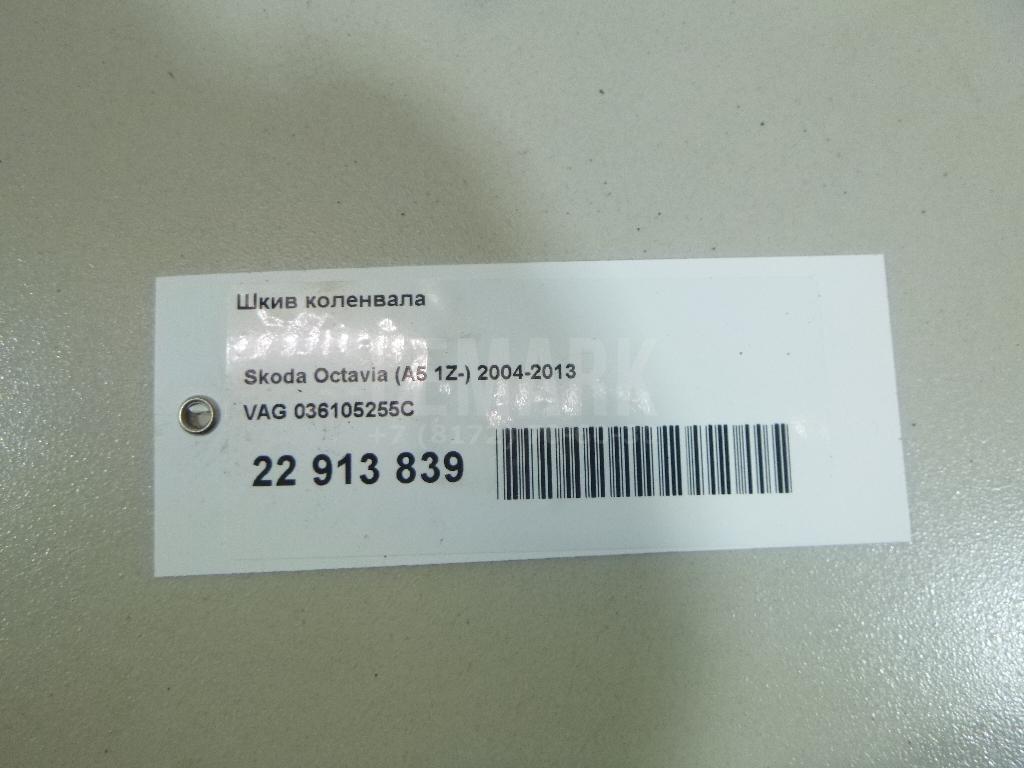 Шкив коленвала
Skoda Octavia (A5 1Z-) 2004-2013
VAG 036105255C
22 913 839